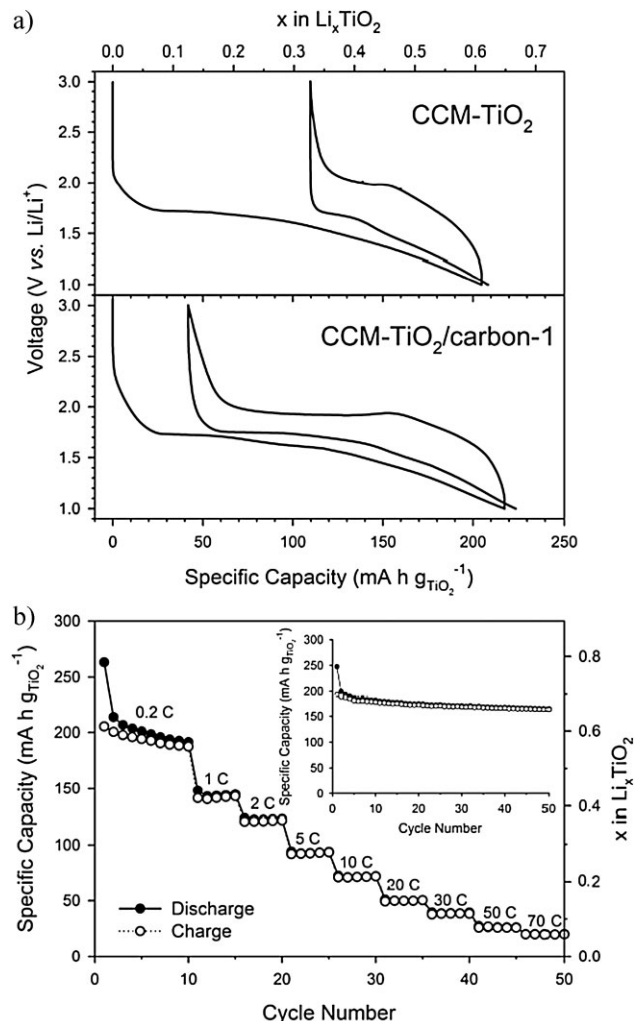 a)
x in LiₓTiO₂
0.0 0.1 0.2 0.3 0.4 0.5 0.6 0.7
3.0
CCM-TiO₂
2.5
2.0
1.5
1.0
Voltage (V vs. Li/Li⁺)
3.0
CCM-TiO₂/carbon-1
2.5
2.0
1.5
1.0
0 50 100 150 200 250
Specific Capacity (mA h g_TiO₂⁻¹)
b)
300
250
200
150
100
50
0
Specific Capacity (mA h g_TiO₂⁻¹)
0.2 C
1 C
2 C
5 C
10 C
20 C
30 C
50 C
70 C
Discharge
Charge
300
250
200
150
100
50
0
Specific Capacity (mA h g_TiO₂⁻¹)
0 10 20 30 40 50
Cycle Number
0.8
0.6
0.4
0.2
0.0
x in LiₓTiO₂
0 10 20 30 40 50
Cycle Number